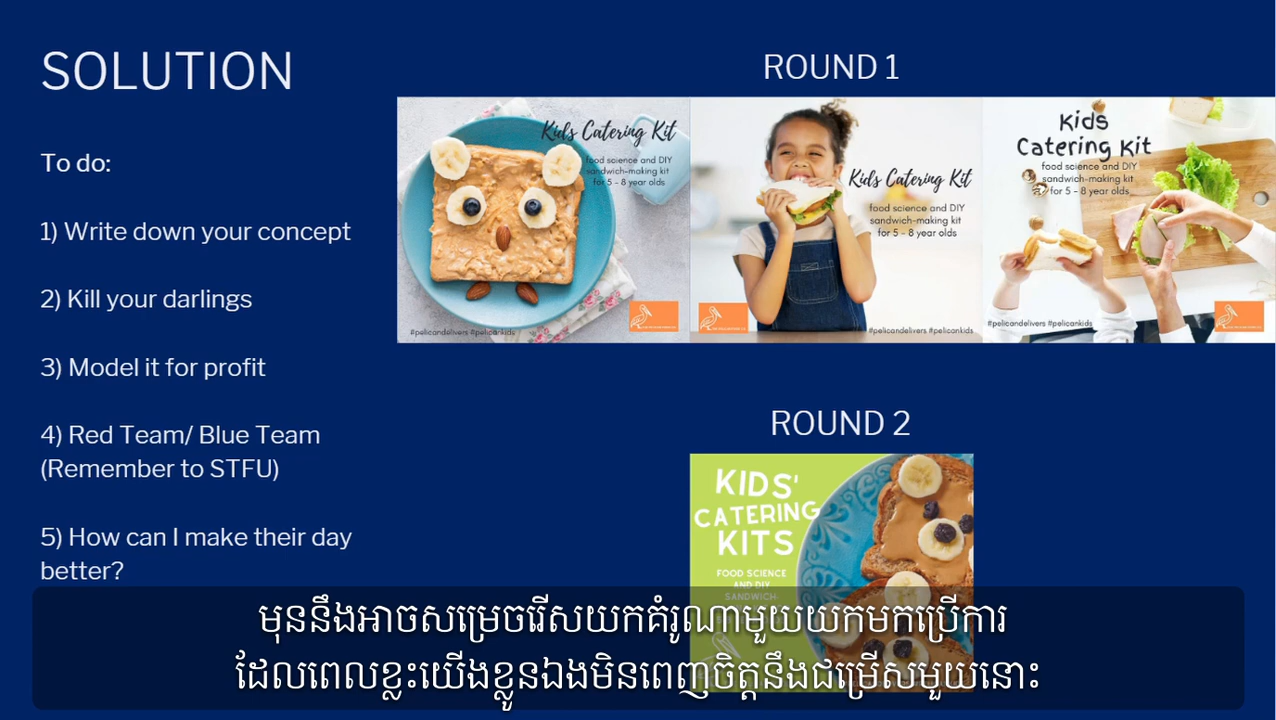 SOLUTION
To do:
1) Write down your concept
2) Kill your darlings
3) Model it for profit
4) Red Team/ Blue Team
(Remember to STFU)
5) How can I make their day
better?
ROUND 1
Kids Catering Kit
food science and DIY
sandwich-making kit
for 5 - 8 year olds
#pelicandelivers #pelicankids
Kids Catering Kit
food science and DIY
sandwich-making kit
for 5 - 8 year olds
#pelicandelivers #pelicankids
Kids
Catering Kit
food science and DIY
sandwich-making kit
for 5 - 8 year olds
#pelicandelivers #pelicankids
ROUND 2
KIDS'
CATERING
KITS
FOOD SCIENCE
AND DIY
SANDWICH-
មុននឹងអាចសម្រេចរើសយកគំរូណាមួយយកមកប្រើការ
ដែលពេលខ្លះយើងខ្លួនឯងមិនពេញចិត្តនឹងជម្រើសមួយនោះ